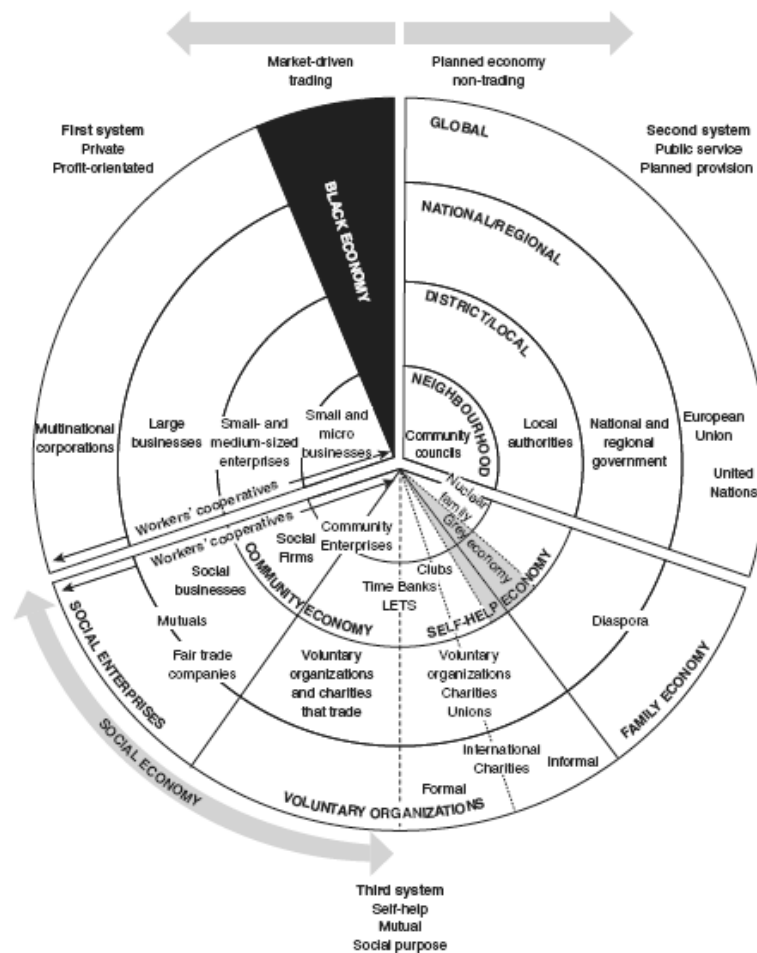 Market-driven
trading
Planned economy
non-trading
First system
Private
Profit-orientated
Second system
Public service
Planned provision
GLOBAL
NATIONAL/REGIONAL
DISTRICT/LOCAL
NEIGHBOURHOOD
BLACK ECONOMY
Multinational
corporations
Large
businesses
Small- and
medium-sized
enterprises
Small and
micro
businesses
Community
councils
Local
authorities
National and
regional
government
European
Union
United
Nations
Workers' cooperatives
Workers' cooperatives
Nuclear
family
Grey economy
Social
Firms
Community
Enterprises
Clubs
Time Banks
LETS
Social
businesses
COMMUNITY ECONOMY
SELF-HELP ECONOMY
Mutuals
Fair trade
companies
Voluntary
organizations
and charities
that trade
Voluntary
organizations
Charities
Unions
Diaspora
SOCIAL ENTERPRISES
FAMILY ECONOMY
International
Charities
Informal
Formal
VOLUNTARY ORGANIZATIONS
SOCIAL ECONOMY
Third system
Self-help
Mutual
Social purpose